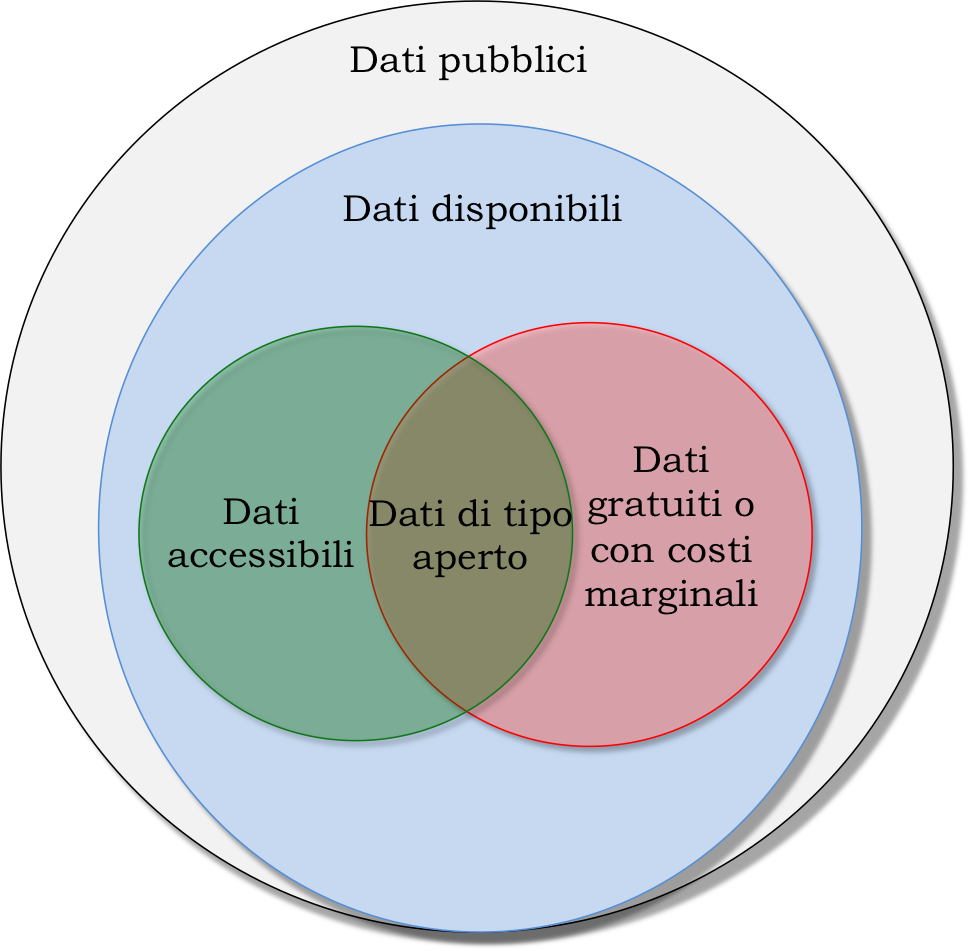 Dati pubblici
Dati disponibili
Dati
accessibili
Dati di tipo
aperto
Dati
gratuiti o
con costi
marginali